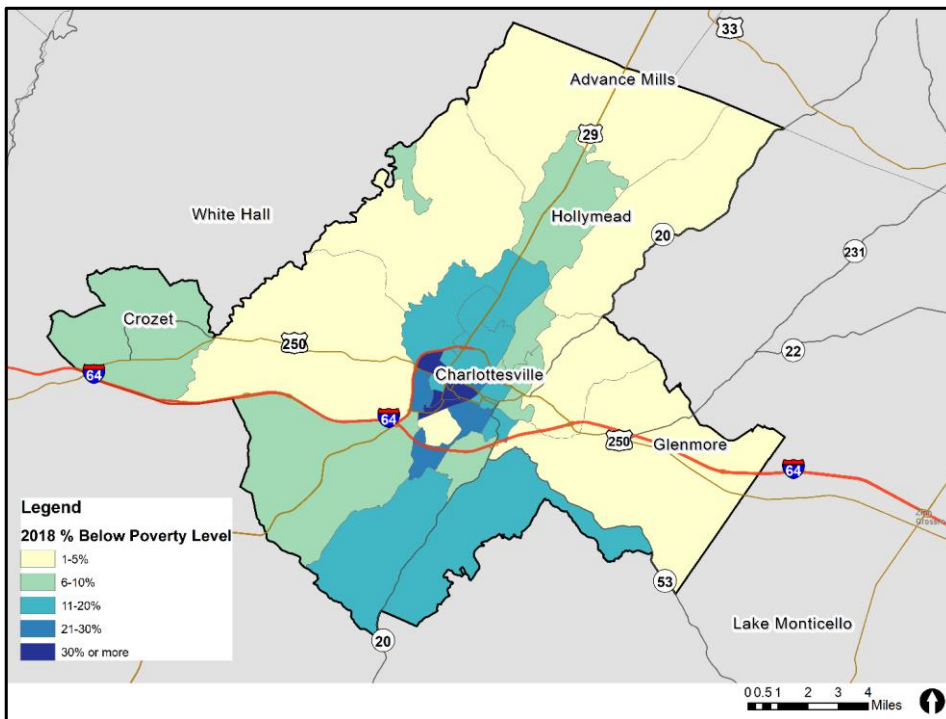 33
Advance Mills
29
White Hall
Hollymead
20
231
Crozet
250
22
64
Charlottesville
64
250
Glenmore
64
Legend
2018 % Below Poverty Level
1-5%
6-10%
11-20%
21-30%
30% or more
53
20
Lake Monticello
0 0.5 1 2 3 4
Miles